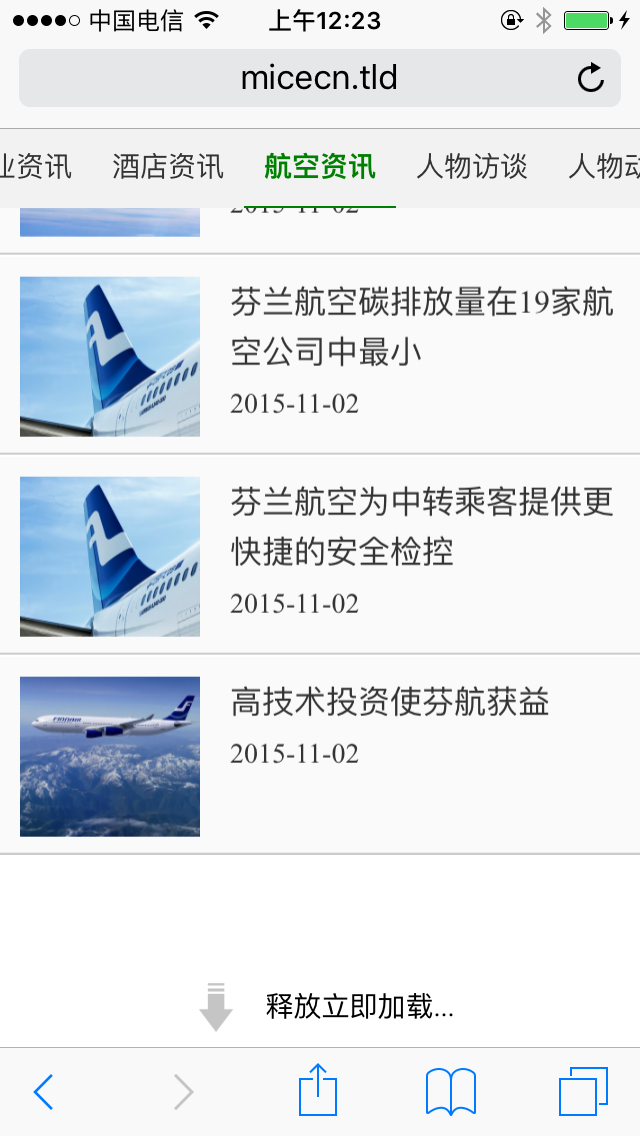 中国电信 上午12:23
micecn.tld
业资讯 酒店资讯 航空资讯 人物访谈 人物动
2015-11-02
芬兰航空碳排放量在19家航
空公司中最小
2015-11-02
芬兰航空为中转乘客提供更
快捷的安全检控
2015-11-02
FINNAIR
高技术投资使芬航获益
2015-11-02
释放立即加载...